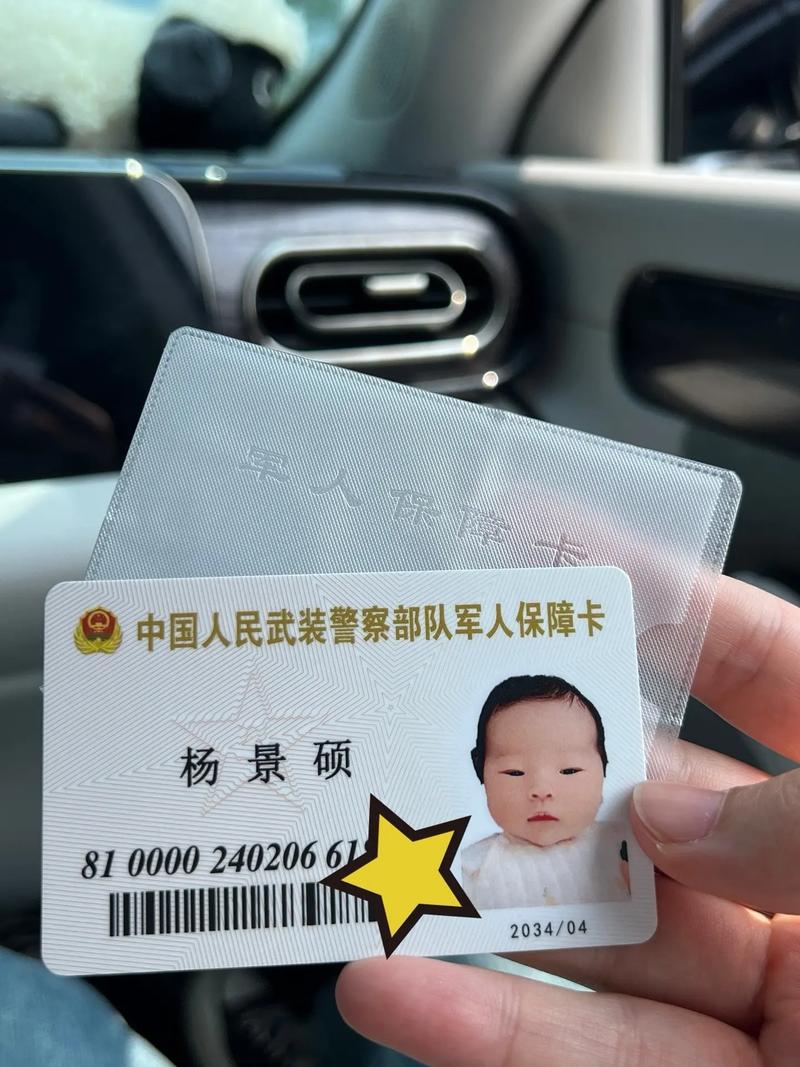 军人保障卡
中国人民武装警察部队军人保障卡
杨景硕
81 0000 240206 61
2034/04